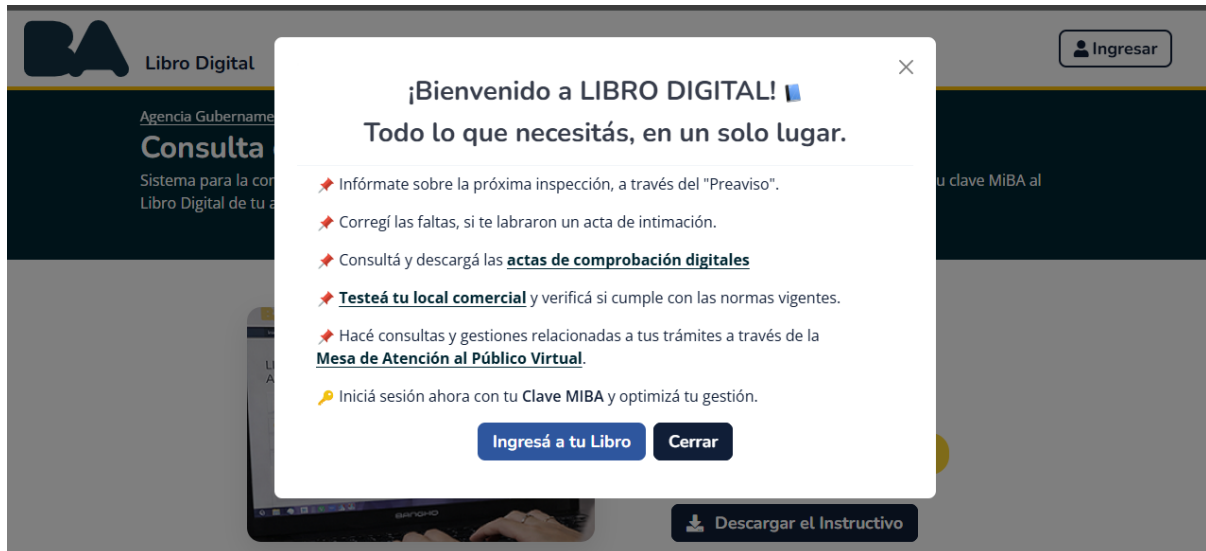 BA
Libro Digital
Ingresar
Agencia Gubername
Consulta
Sistema para la con
u clave MiBA al
Libro Digital de tu a
¡Bienvenido a LIBRO DIGITAL!
Todo lo que necesitás, en un solo lugar.
Infórmate sobre la próxima inspección, a través del "Preaviso".
Corregí las faltas, si te labraron un acta de intimación.
Consultá y descargá las actas de comprobación digitales
Testeá tu local comercial y verificá si cumple con las normas vigentes.
Hacé consultas y gestiones relacionadas a tus trámites a través de la
Mesa de Atención al Público Virtual.
Iniciá sesión ahora con tu Clave MIBA y optimizá tu gestión.
Ingresá a tu Libro
Cerrar
BANGHO
Descargar el Instructivo